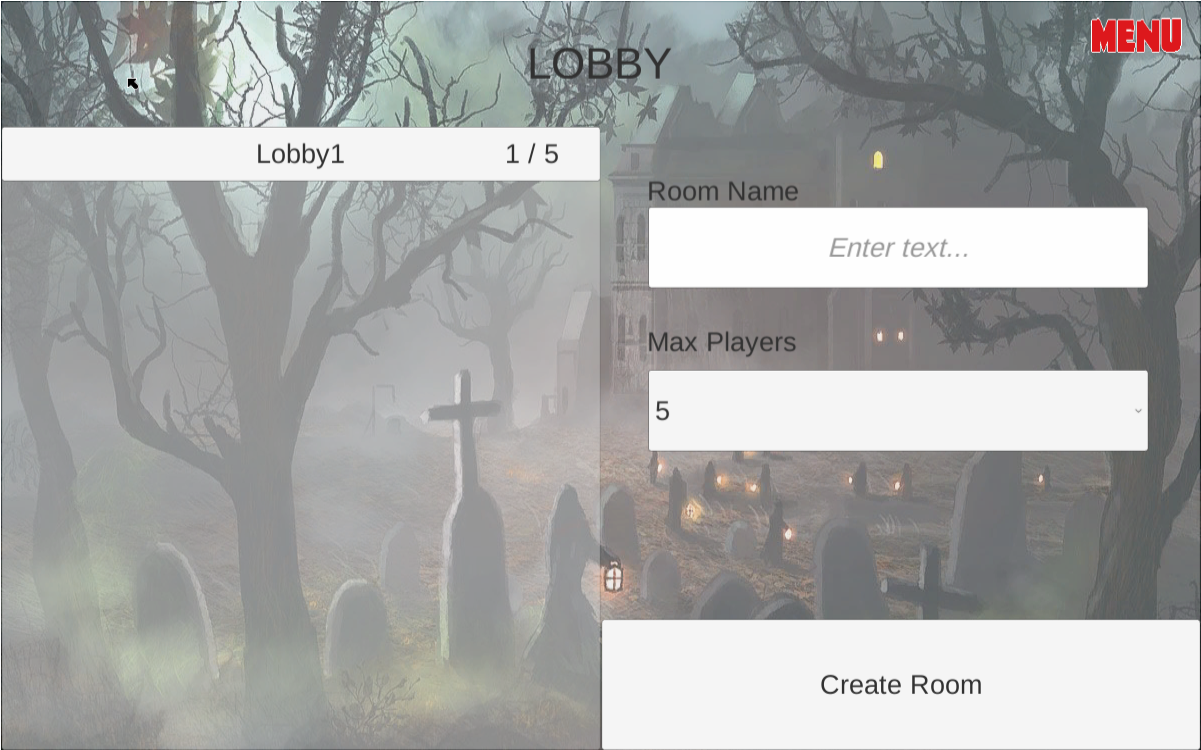 LOBBY
MENU
Lobby1 1 / 5
Room Name
Enter text...
Max Players
5
Create Room